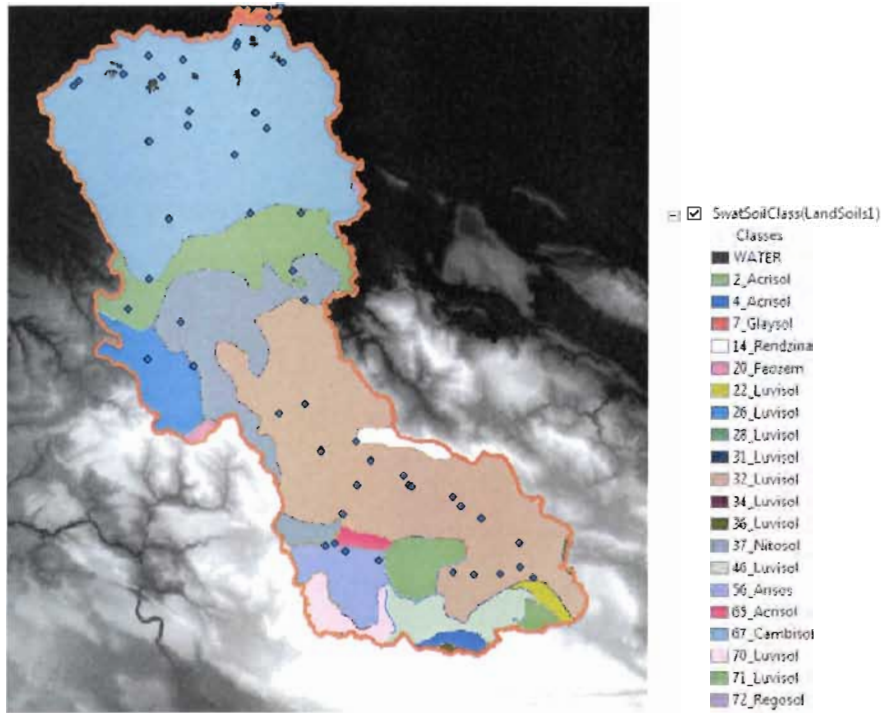 SwatSoilClass(LandSoils1)
Classes
WATER
2_Acrisol
4_Acrisol
7_Glaysol
14_Rendzina
20_Feozem
22_Luvisol
26_Luvisol
28_Luvisol
31_Luvisol
32_Luvisol
34_Luvisol
36_Luvisol
37_Nitosol
46_Luvisol
65_Acrisol
67_Cambisol
70_Luvisol
71_Luvisol
72_Regosol